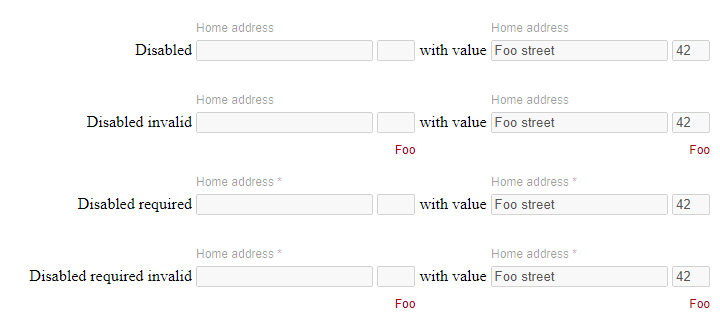 Home address Home address
Disabled with value Foo street 42
Home address Home address
Disabled invalid with value Foo street 42
Foo Foo
Home address * Home address *
Disabled required with value Foo street 42
Home address * Home address *
Disabled required invalid with value Foo street 42
Foo Foo